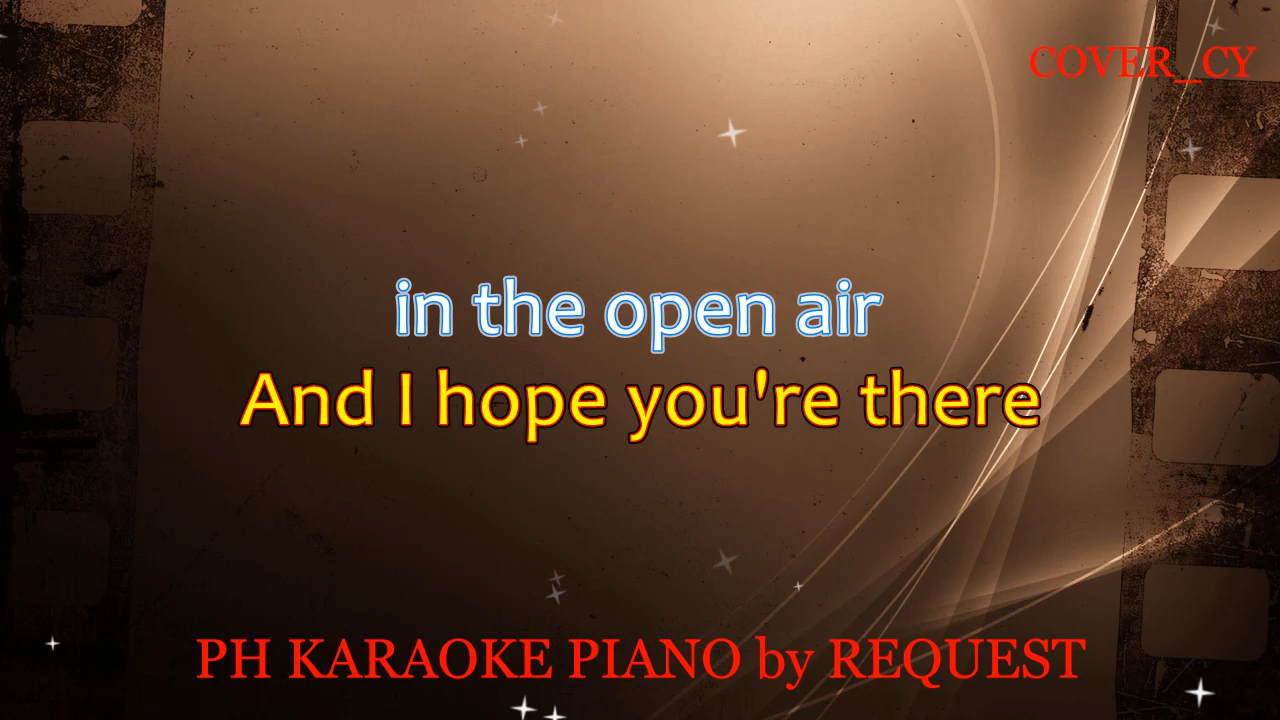 COVER_CY
in the open air
And I hope you're there
PH KARAOKE PIANO by REQUEST